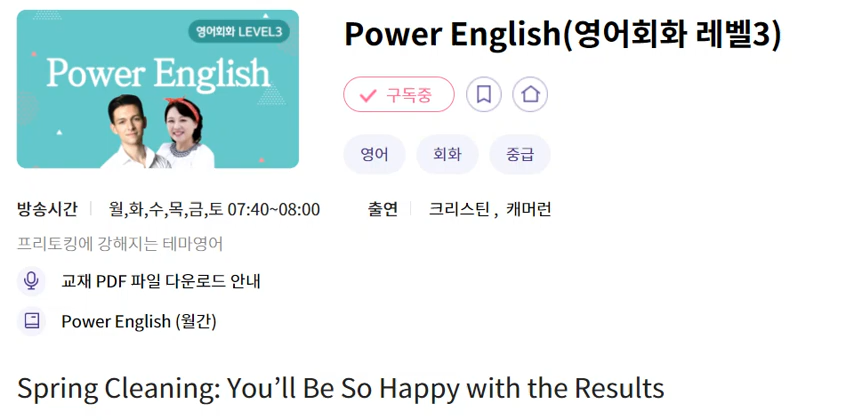 영어회화 LEVEL3
Power English
Power English(영어회화 레벨3)
구독중
영어 회화 중급
방송시간 월,화,수,목,금,토 07:40~08:00 출연 크리스틴 , 캐머런
프리토킹에 강해지는 테마영어
교재 PDF 파일 다운로드 안내
Power English (월간)
Spring Cleaning: You’ll Be So Happy with the Results